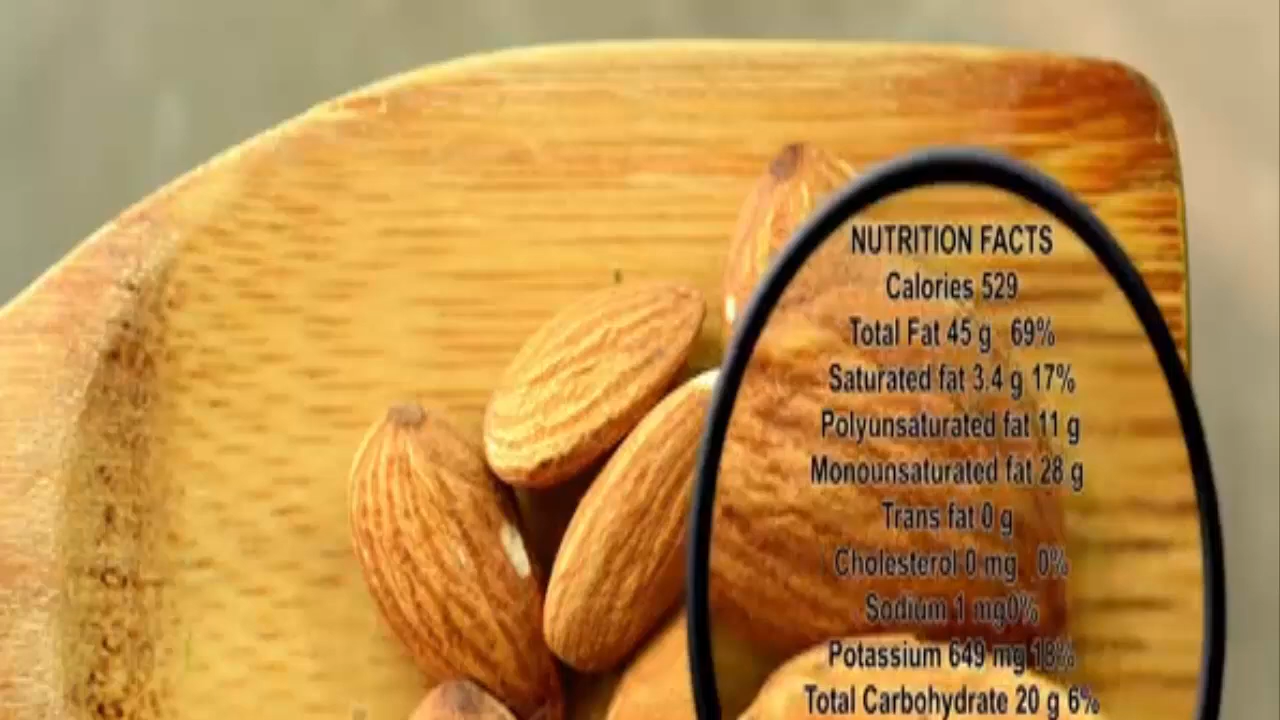 NUTRITION FACTS
Calories 529
Total Fat 45 g 69%
Saturated fat 3.4 g 17%
Polyunsaturated fat 11 g
Monounsaturated fat 28 g
Trans fat 0 g
Cholesterol 0 mg 0%
Sodium 1 mg0%
Potassium 649 mg 18%
Total Carbohydrate 20 g 6%